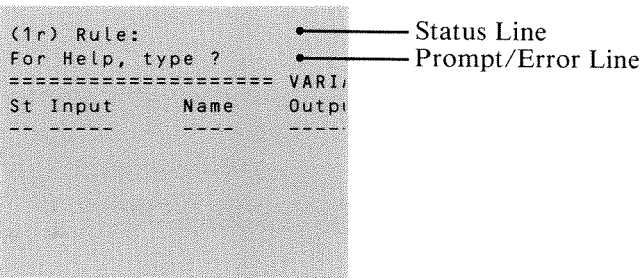 (1r) Rule: Status Line
For Help, type ? Prompt/Error Line
==================== VARI
St Input Name Outpu
-- ----- ---- -----